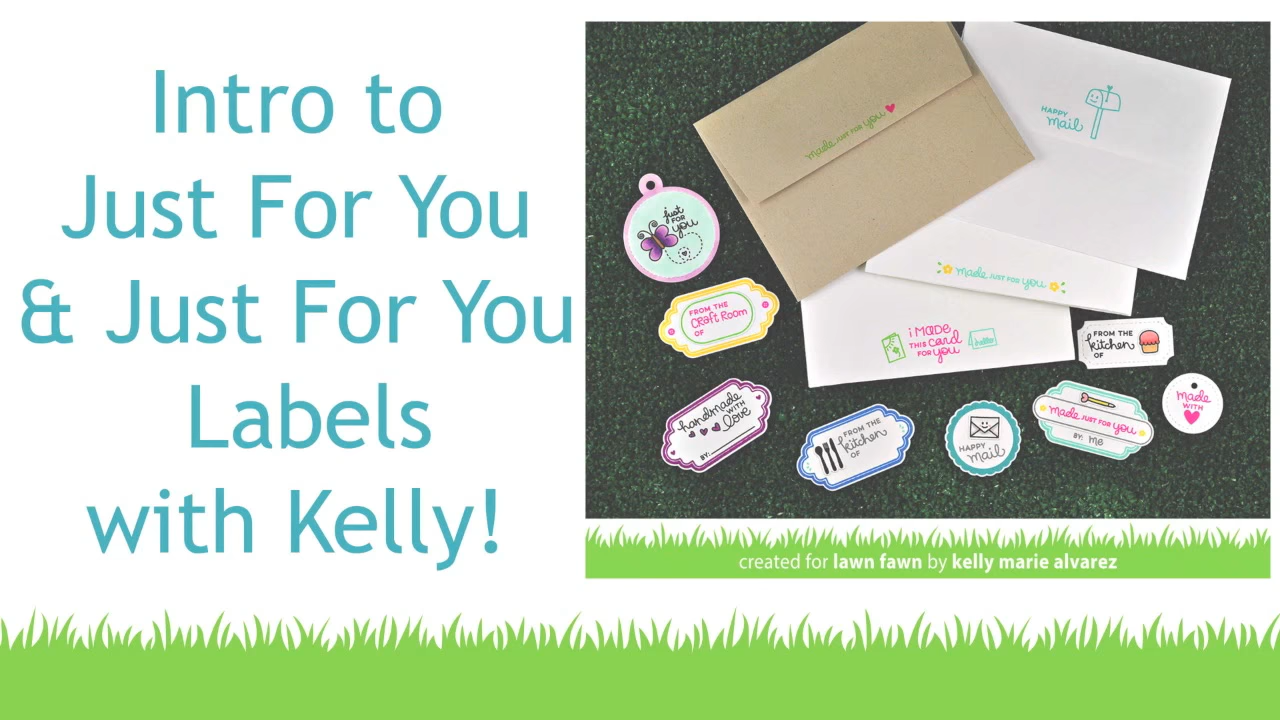 Intro to
Just For You
& Just For You
Labels
with Kelly!
made JUST FOR you
HAPPY
mail
just
FOR
you
made JUST FOR you
FROM THE
Craft Room
OF
i MADE
THIS card
FOR you
hello
FROM THE
kitchen
OF
made
WITH
handmade
WITH
love
BY:
FROM THE
kitchen
OF
HAPPY
mail
made JUST FOR you
BY: ME
created for lawn fawn by kelly marie alvarez